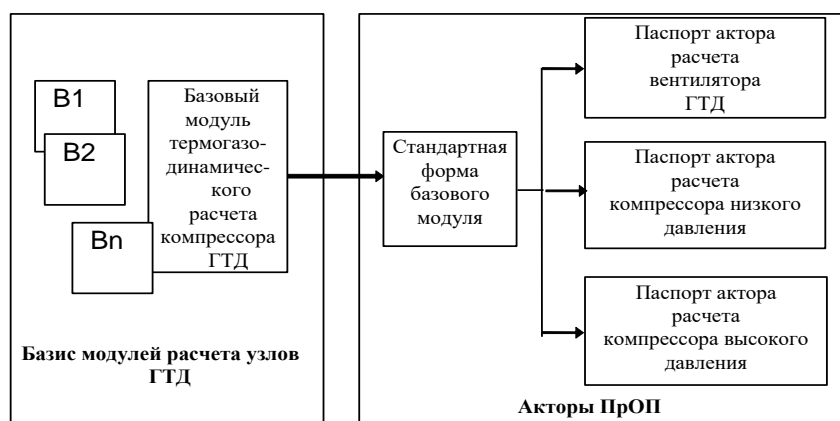 B1
B2
Bn
Базовый
модуль
термогазо-
динамичес-
кого
расчета
компрессора
ГТД
Базис модулей расчета узлов
ГТД
Стандартная
форма
базового
модуля
Паспорт актора
расчета
вентилятора
ГТД
Паспорт актора
расчета
компрессора низкого
давления
Паспорт актора
расчета
компрессора высокого
давления
Акторы ПрОП